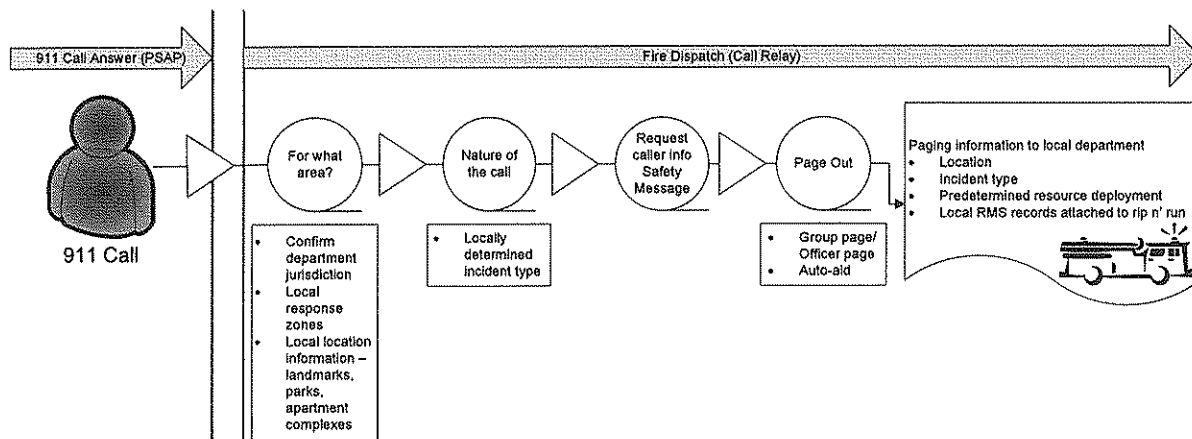 911 Call Answer (PSAP)
Fire Dispatch (Call Relay)
911 Call
For what
area?
• Confirm
department
jurisdiction
• Local
response
zones
• Local location
information –
landmarks,
parks,
apartment
complexes
Nature of
the call
• Locally
determined
incident type
Request
caller info
Safety
Message
Page Out
• Group page/
Officer page
• Auto-aid
Paging information to local department
• Location
• Incident type
• Predetermined resource deployment
• Local RMS records attached to rip n' run